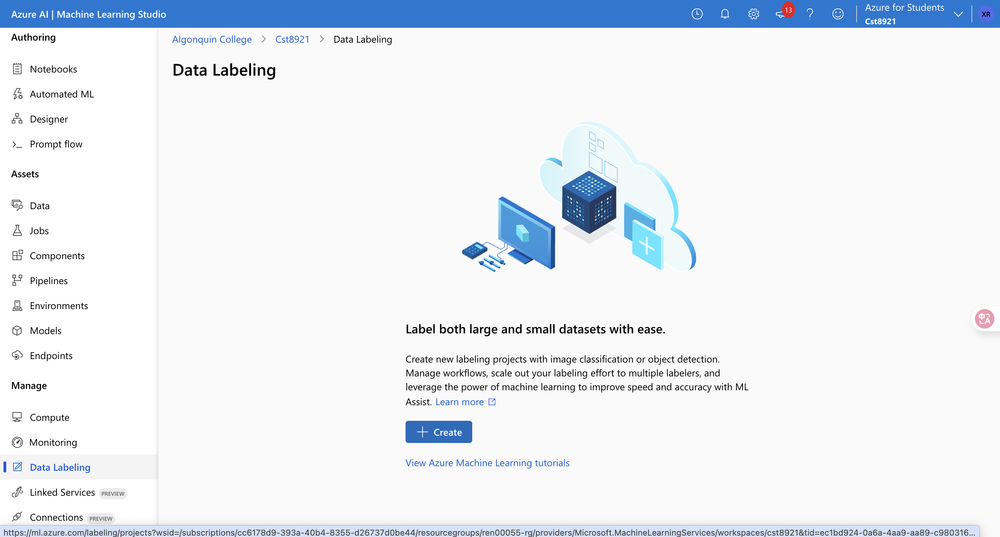 Azure AI | Machine Learning Studio
13
Azure for Students
Cst8921
XR
Authoring
Notebooks
Automated ML
Designer
Prompt flow
Assets
Data
Jobs
Components
Pipelines
Environments
Models
Endpoints
Manage
Compute
Monitoring
Data Labeling
Linked Services PREVIEW
Connections PREVIEW
Algonquin College > Cst8921 > Data Labeling
Data Labeling
Label both large and small datasets with ease.
Create new labeling projects with image classification or object detection.
Manage workflows, scale out your labeling effort to multiple labelers, and
leverage the power of machine learning to improve speed and accuracy with ML
Assist. Learn more
Create
View Azure Machine Learning tutorials
中A
https://ml.azure.com/labeling/projects?wsid=/subscriptions/cc6178d9-393a-40b4-8355-d26737d0be44/resourcegroups/ren00055-rg/providers/Microsoft.MachineLearningServices/workspaces/cst8921&tid=ec1bd924-0a6a-4aa9-aa89-c980316...